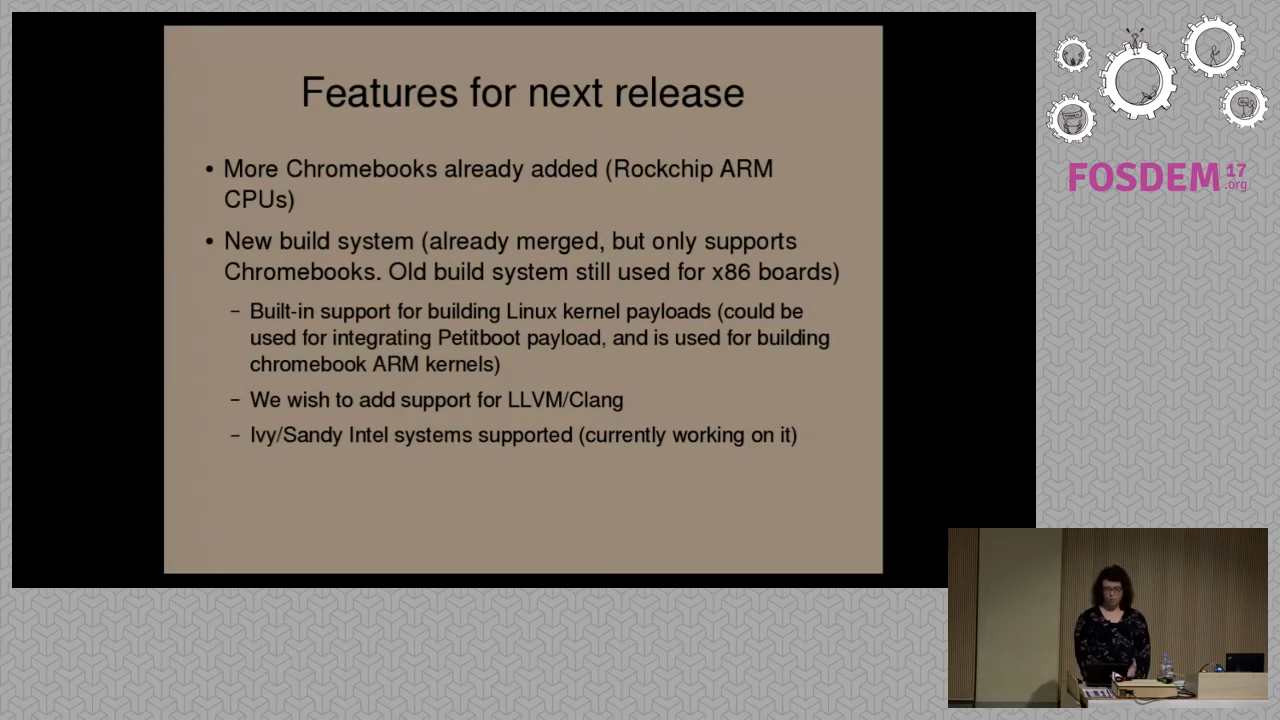 Features for next release
• More Chromebooks already added (Rockchip ARM
CPUs)
• New build system (already merged, but only supports
Chromebooks. Old build system still used for x86 boards)
– Built-in support for building Linux kernel payloads (could be
used for integrating Petitboot payload, and is used for building
chromebook ARM kernels)
– We wish to add support for LLVM/Clang
– Ivy/Sandy Intel systems supported (currently working on it)
FOSDEM 17
.org